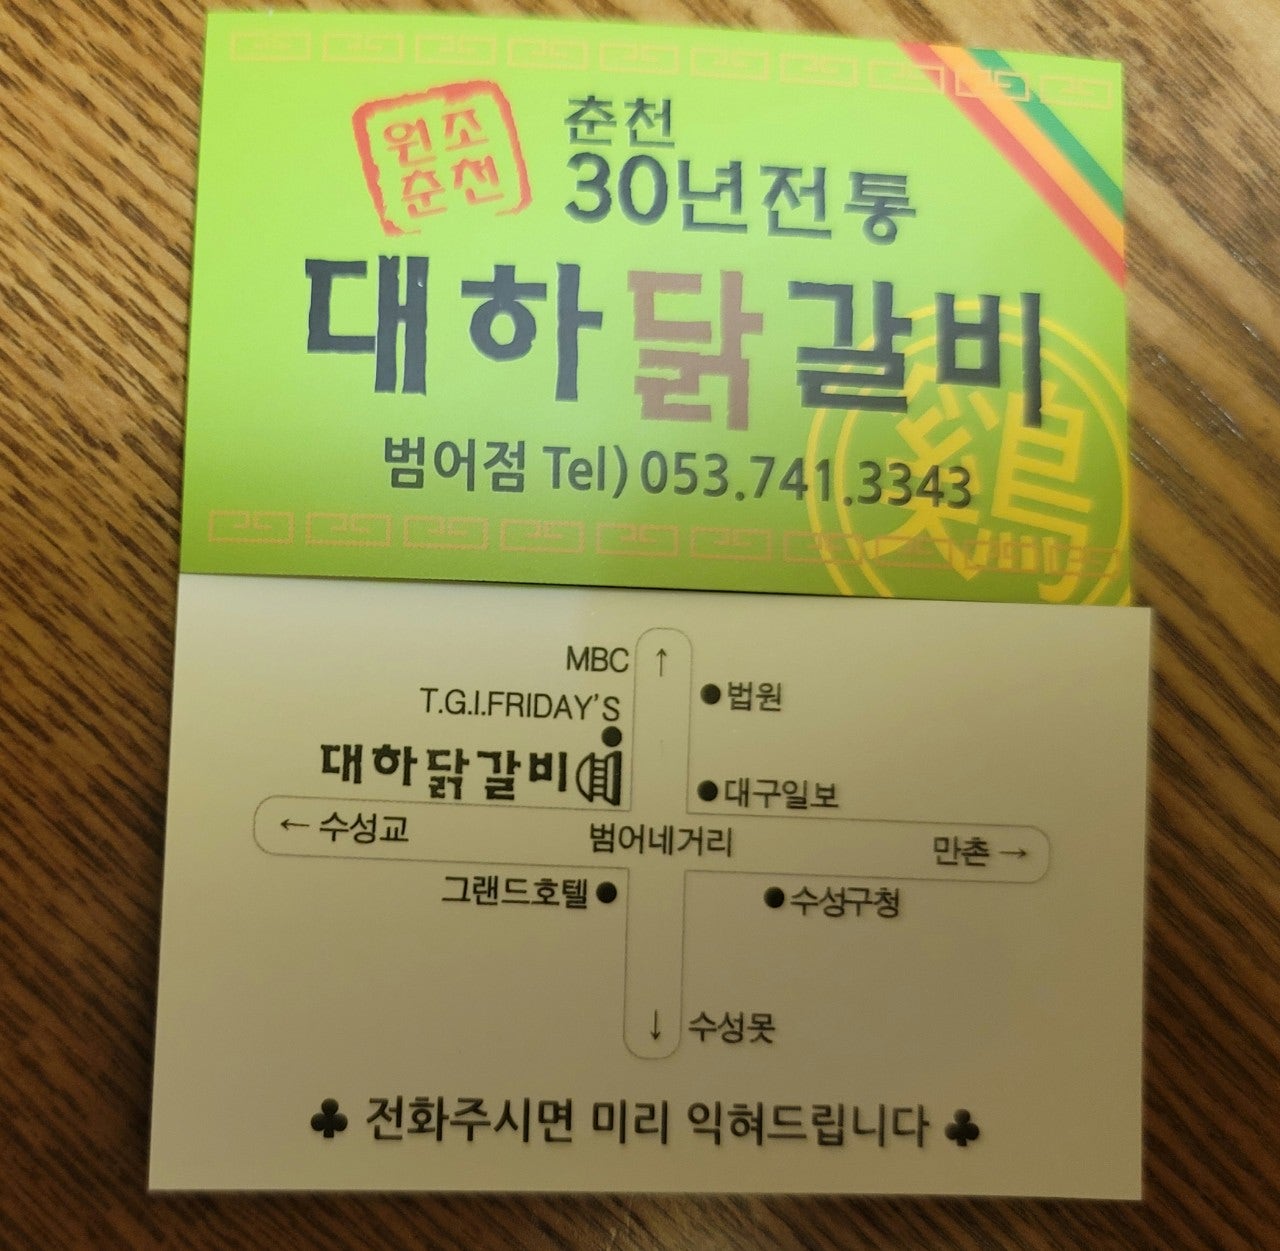 원조
춘천
춘천
30년전통
대하닭갈비
범어점 Tel) 053.741.3343
鷄
MBC ↑
● 법원
T.G.I.FRIDAY'S
대하닭갈비
● 대구일보
← 수성교
범어네거리
만촌 →
그랜드호텔 ●
● 수성구청
↓ 수성못
♣ 전화주시면 미리 익혀드립니다 ♣